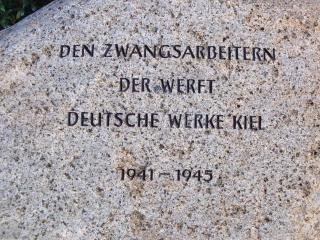 DEN ZWANGSARBEITERN
DER WERFT
DEUTSCHE WERKE KIEL
1941 – 1945